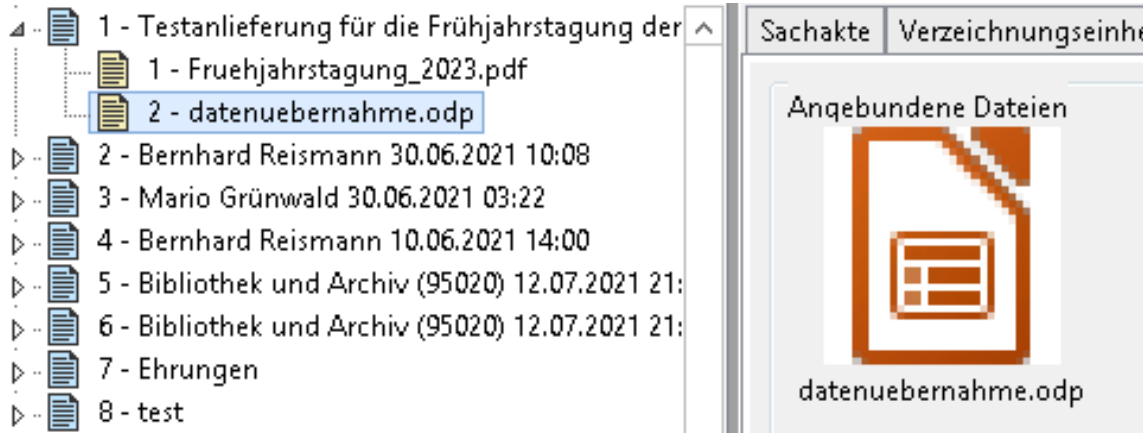 1 - Testanlieferung für die Frühjahrstagung der
1 - Fruehjahrstagung_2023.pdf
2 - datenuebernahme.odp
2 - Bernhard Reismann 30.06.2021 10:08
3 - Mario Grünwald 30.06.2021 03:22
4 - Bernhard Reismann 10.06.2021 14:00
5 - Bibliothek und Archiv (95020) 12.07.2021 21:
6 - Bibliothek und Archiv (95020) 12.07.2021 21:
7 - Ehrungen
8 - test
Sachakte
Verzeichnungseinhe
Angebundene Dateien
datenuebernahme.odp